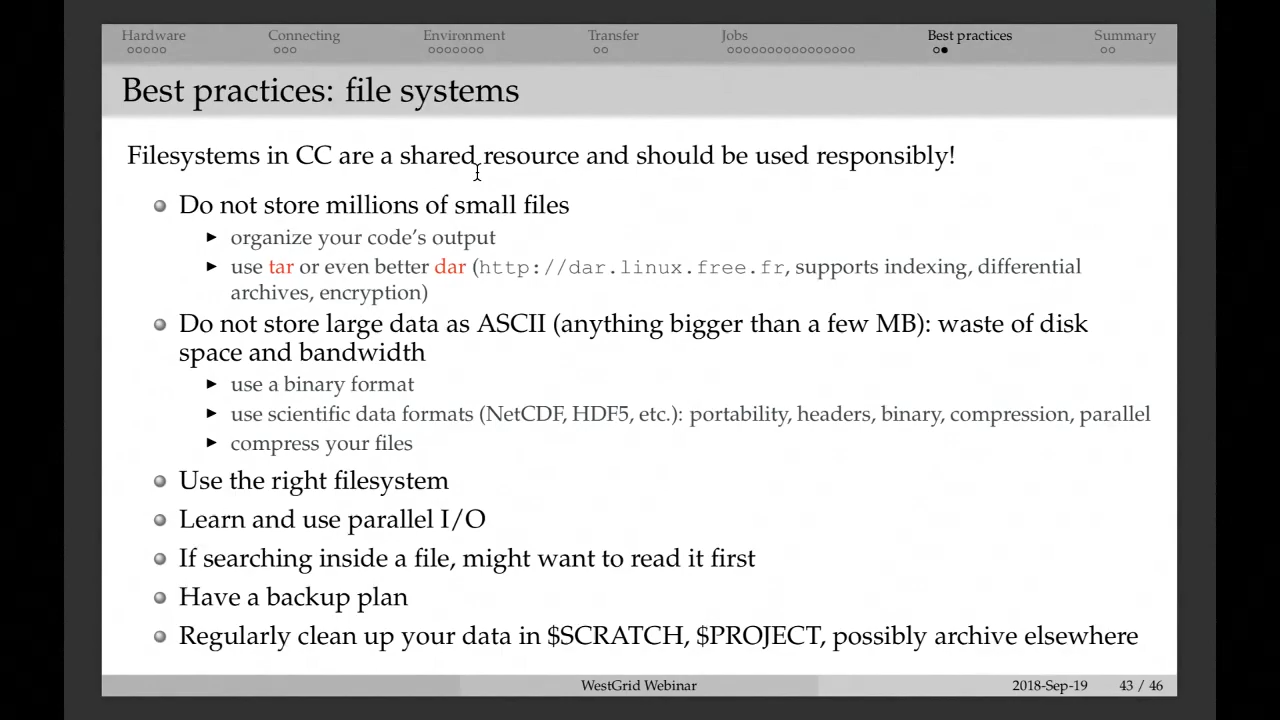 Hardware Connecting Environment Transfer Jobs Best practices Summary
Best practices: file systems
Filesystems in CC are a shared resource and should be used responsibly!
Do not store millions of small files
organize your code's output
use tar or even better dar (http://dar.linux.free.fr, supports indexing, differential
archives, encryption)
Do not store large data as ASCII (anything bigger than a few MB): waste of disk
space and bandwidth
use a binary format
use scientific data formats (NetCDF, HDF5, etc.): portability, headers, binary, compression, parallel
compress your files
Use the right filesystem
Learn and use parallel I/O
If searching inside a file, might want to read it first
Have a backup plan
Regularly clean up your data in $SCRATCH, $PROJECT, possibly archive elsewhere
WestGrid Webinar 2018-Sep-19 43 / 46